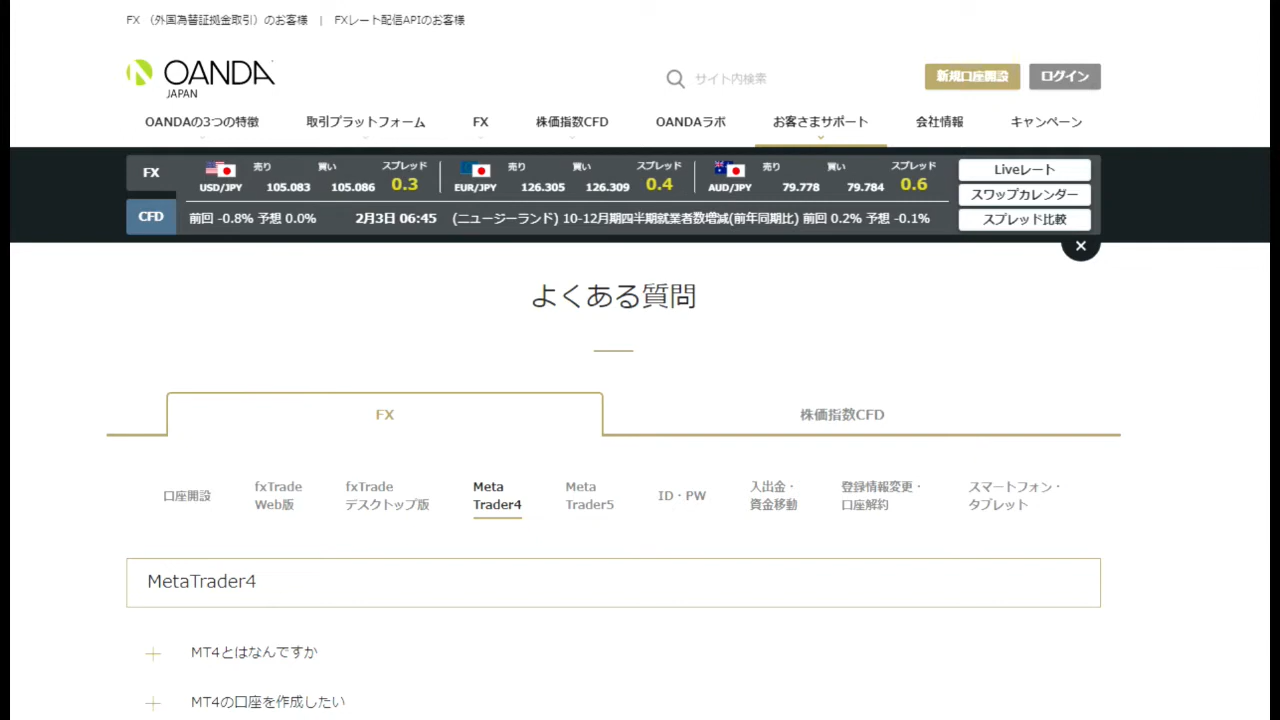 FX （外国為替証拠金取引）のお客様 | FXレート配信APIのお客様
OANDA
JAPAN
サイト内検索
新規口座開設
ログイン
OANDAの3つの特徴 取引プラットフォーム FX 株価指数CFD OANDAラボ お客さまサポート 会社情報 キャンペーン
FX
売り 買い スプレッド
USD/JPY 105.083 105.086 0.3
売り 買い スプレッド
EUR/JPY 126.305 126.309 0.4
売り 買い スプレッド
AUD/JPY 79.778 79.784 0.6
Liveレート
スワップカレンダー
スプレッド比較
CFD
前回 -0.8% 予想 0.0% 2月3日 06:45 (ニュージーランド) 10-12月期四半期就業者数増減(前年同期比) 前回 0.2% 予想 -0.1%
×
よくある質問
FX
株価指数CFD
口座開設
fxTrade
Web版
fxTrade
デスクトップ版
Meta
Trader4
Meta
Trader5
ID・PW
入出金・
資金移動
登録情報変更・
口座解約
スマートフォン・
タブレット
MetaTrader4
MT4とはなんですか
MT4の口座を作成したい